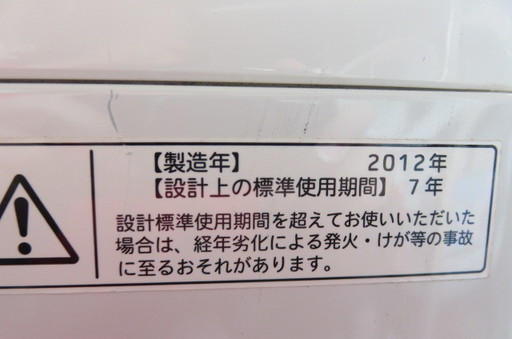 【製造年】 2012年
【設計上の標準使用期間】 7年
設計標準使用期間を超えてお使いいただいた
場合は、経年劣化による発火・けが等の事故
に至るおそれがあります。